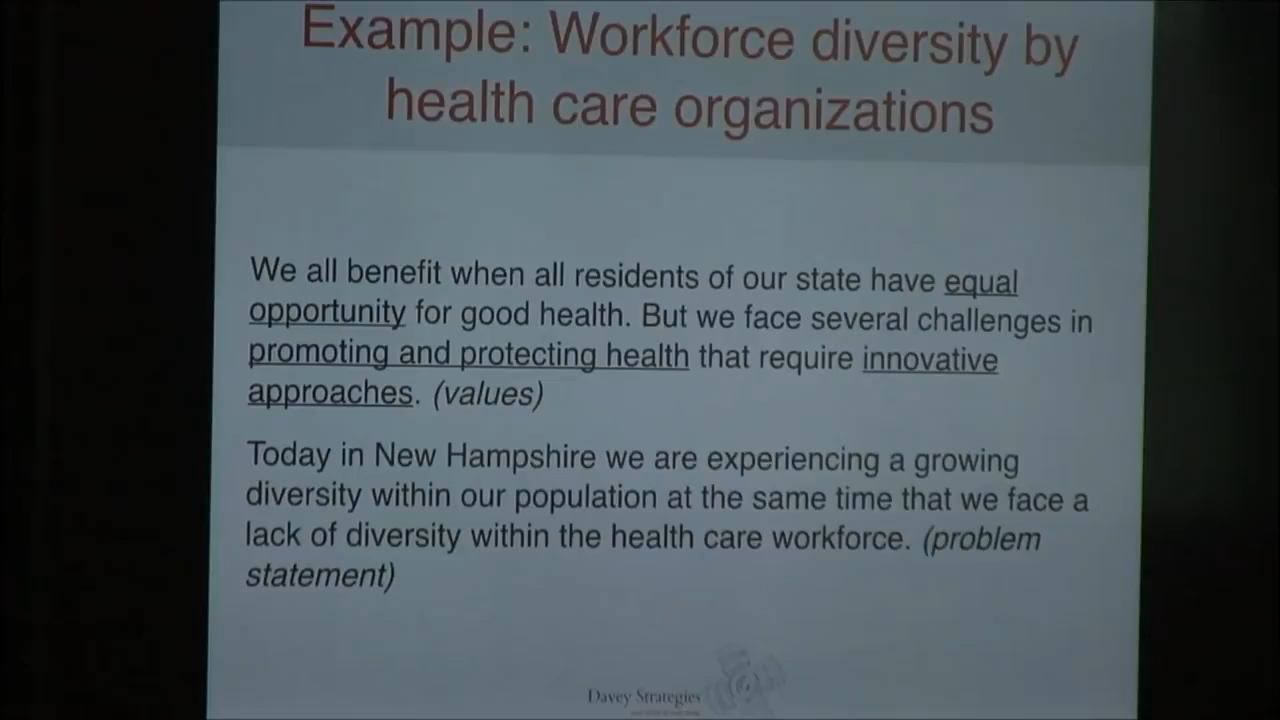 Example: Workforce diversity by
health care organizations
We all benefit when all residents of our state have equal
opportunity for good health. But we face several challenges in
promoting and protecting health that require innovative
approaches. (values)
Today in New Hampshire we are experiencing a growing
diversity within our population at the same time that we face a
lack of diversity within the health care workforce. (problem
statement)
Davey Strategies